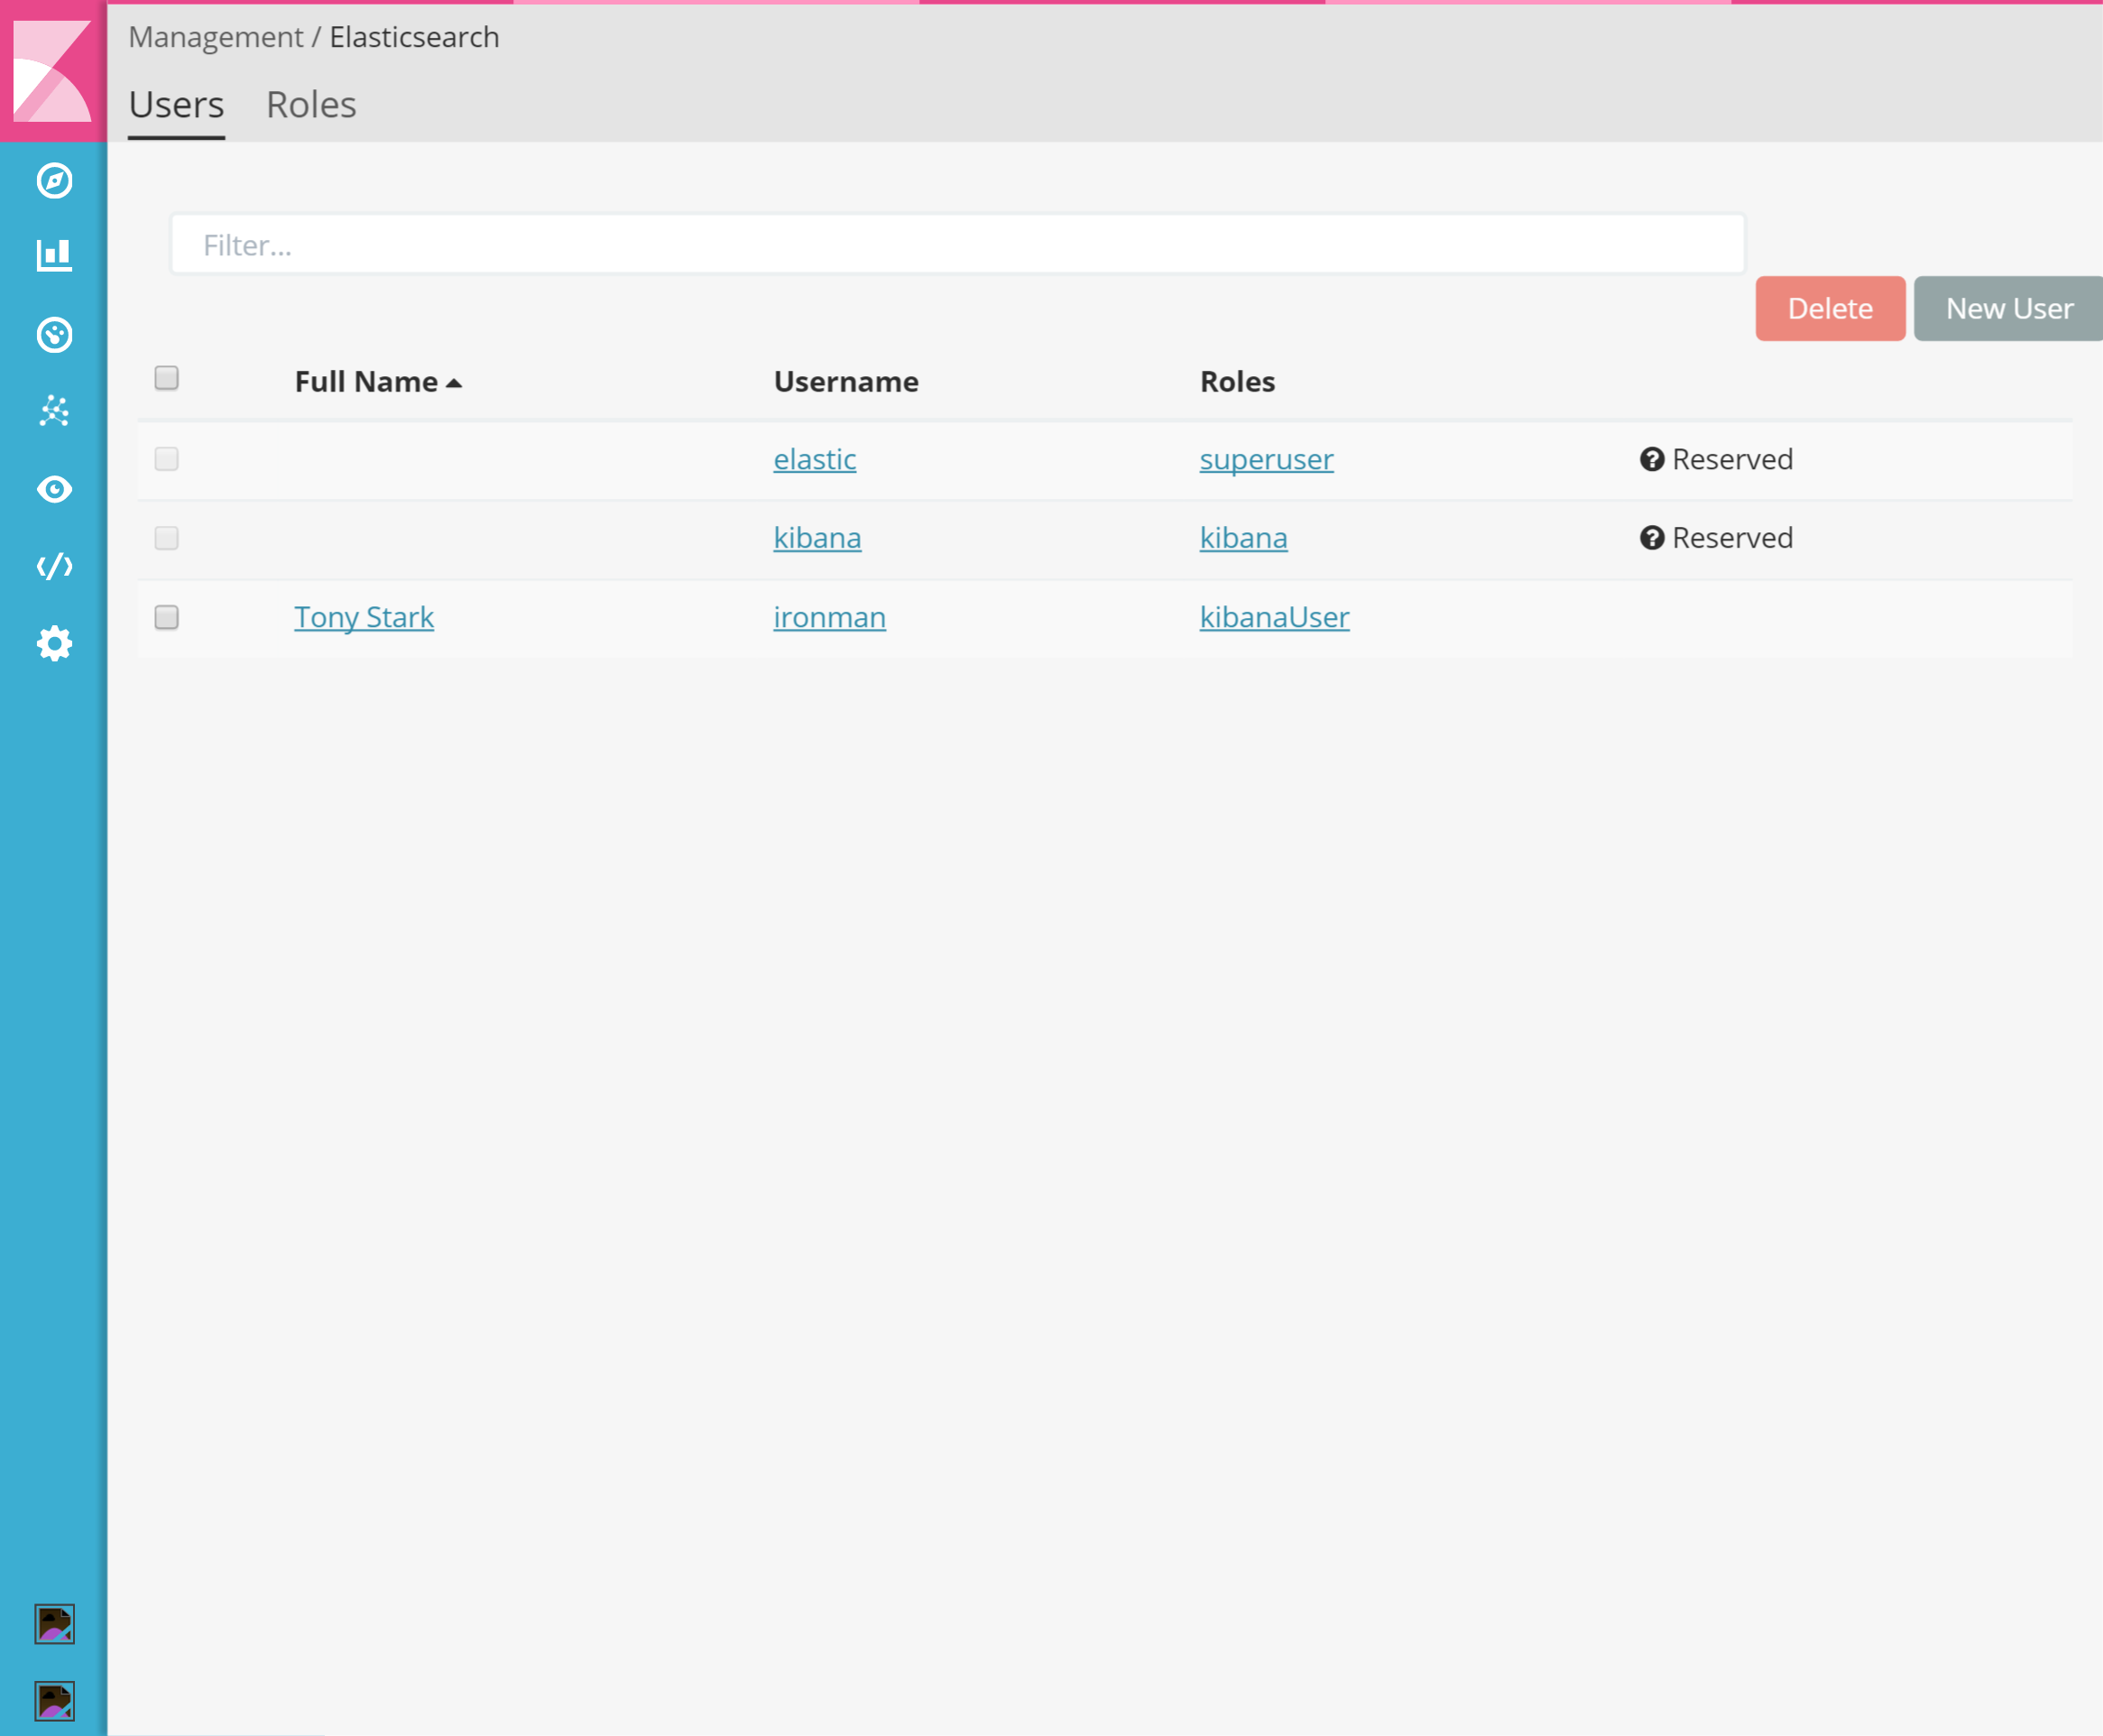 Management / Elasticsearch
Users Roles
Filter...
Delete New User
Full Name Username Roles
elastic superuser Reserved
kibana kibana Reserved
Tony Stark ironman kibanaUser